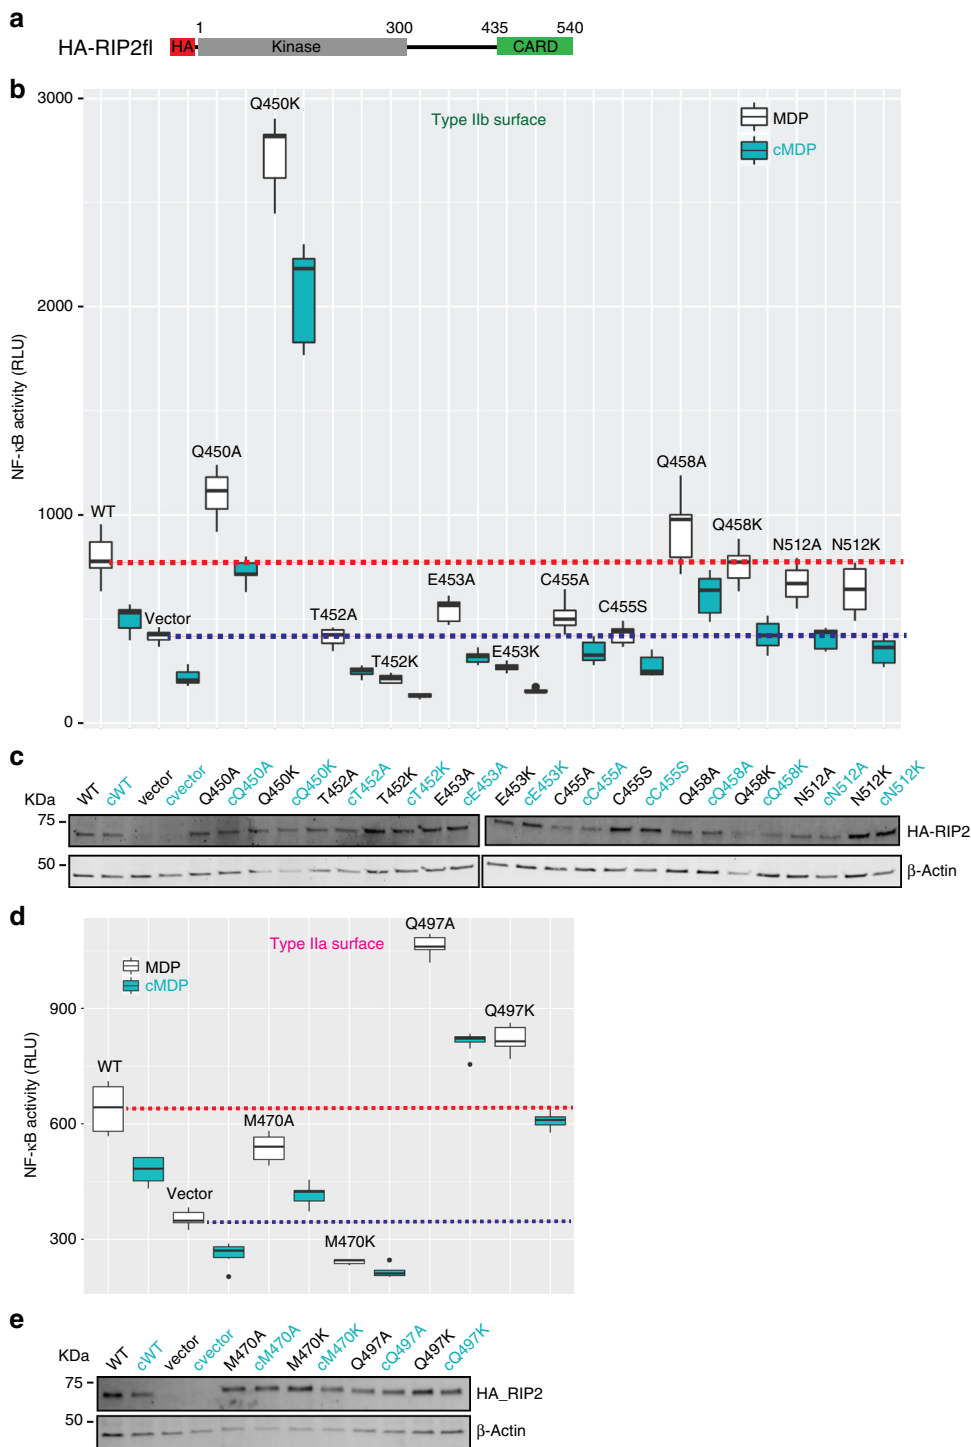 a
1 300 435 540
HA-RIP2fl HA Kinase CARD
b
3000
2000
1000
0
NF-κB activity (RLU)
Type IIb surface
MDP
cMDP
WT
Vector
Q450A
Q450K
T452A
T452K
E453A
E453K
C455A
C455S
Q458A
Q458K
N512A
N512K
c
KDa
WT cWT vector cvector Q450A cQ450A Q450K cQ450K T452A cT452A T452K cT452K E453A cE453A E453K cE453K C455A cC455A C455S cC455S Q458A cQ458A Q458K cQ458K N512A cN512A N512K cN512K
75
HA-RIP2
50
β-Actin
d
900
600
300
NF-κB activity (RLU)
Type IIa surface
MDP
cMDP
WT
Vector
M470A
M470K
Q497A
Q497K
e
KDa
WT cWT vector cvector M470A cM470A M470K cM470K Q497A cQ497A Q497K cQ497K
75
HA_RIP2
50
β-Actin